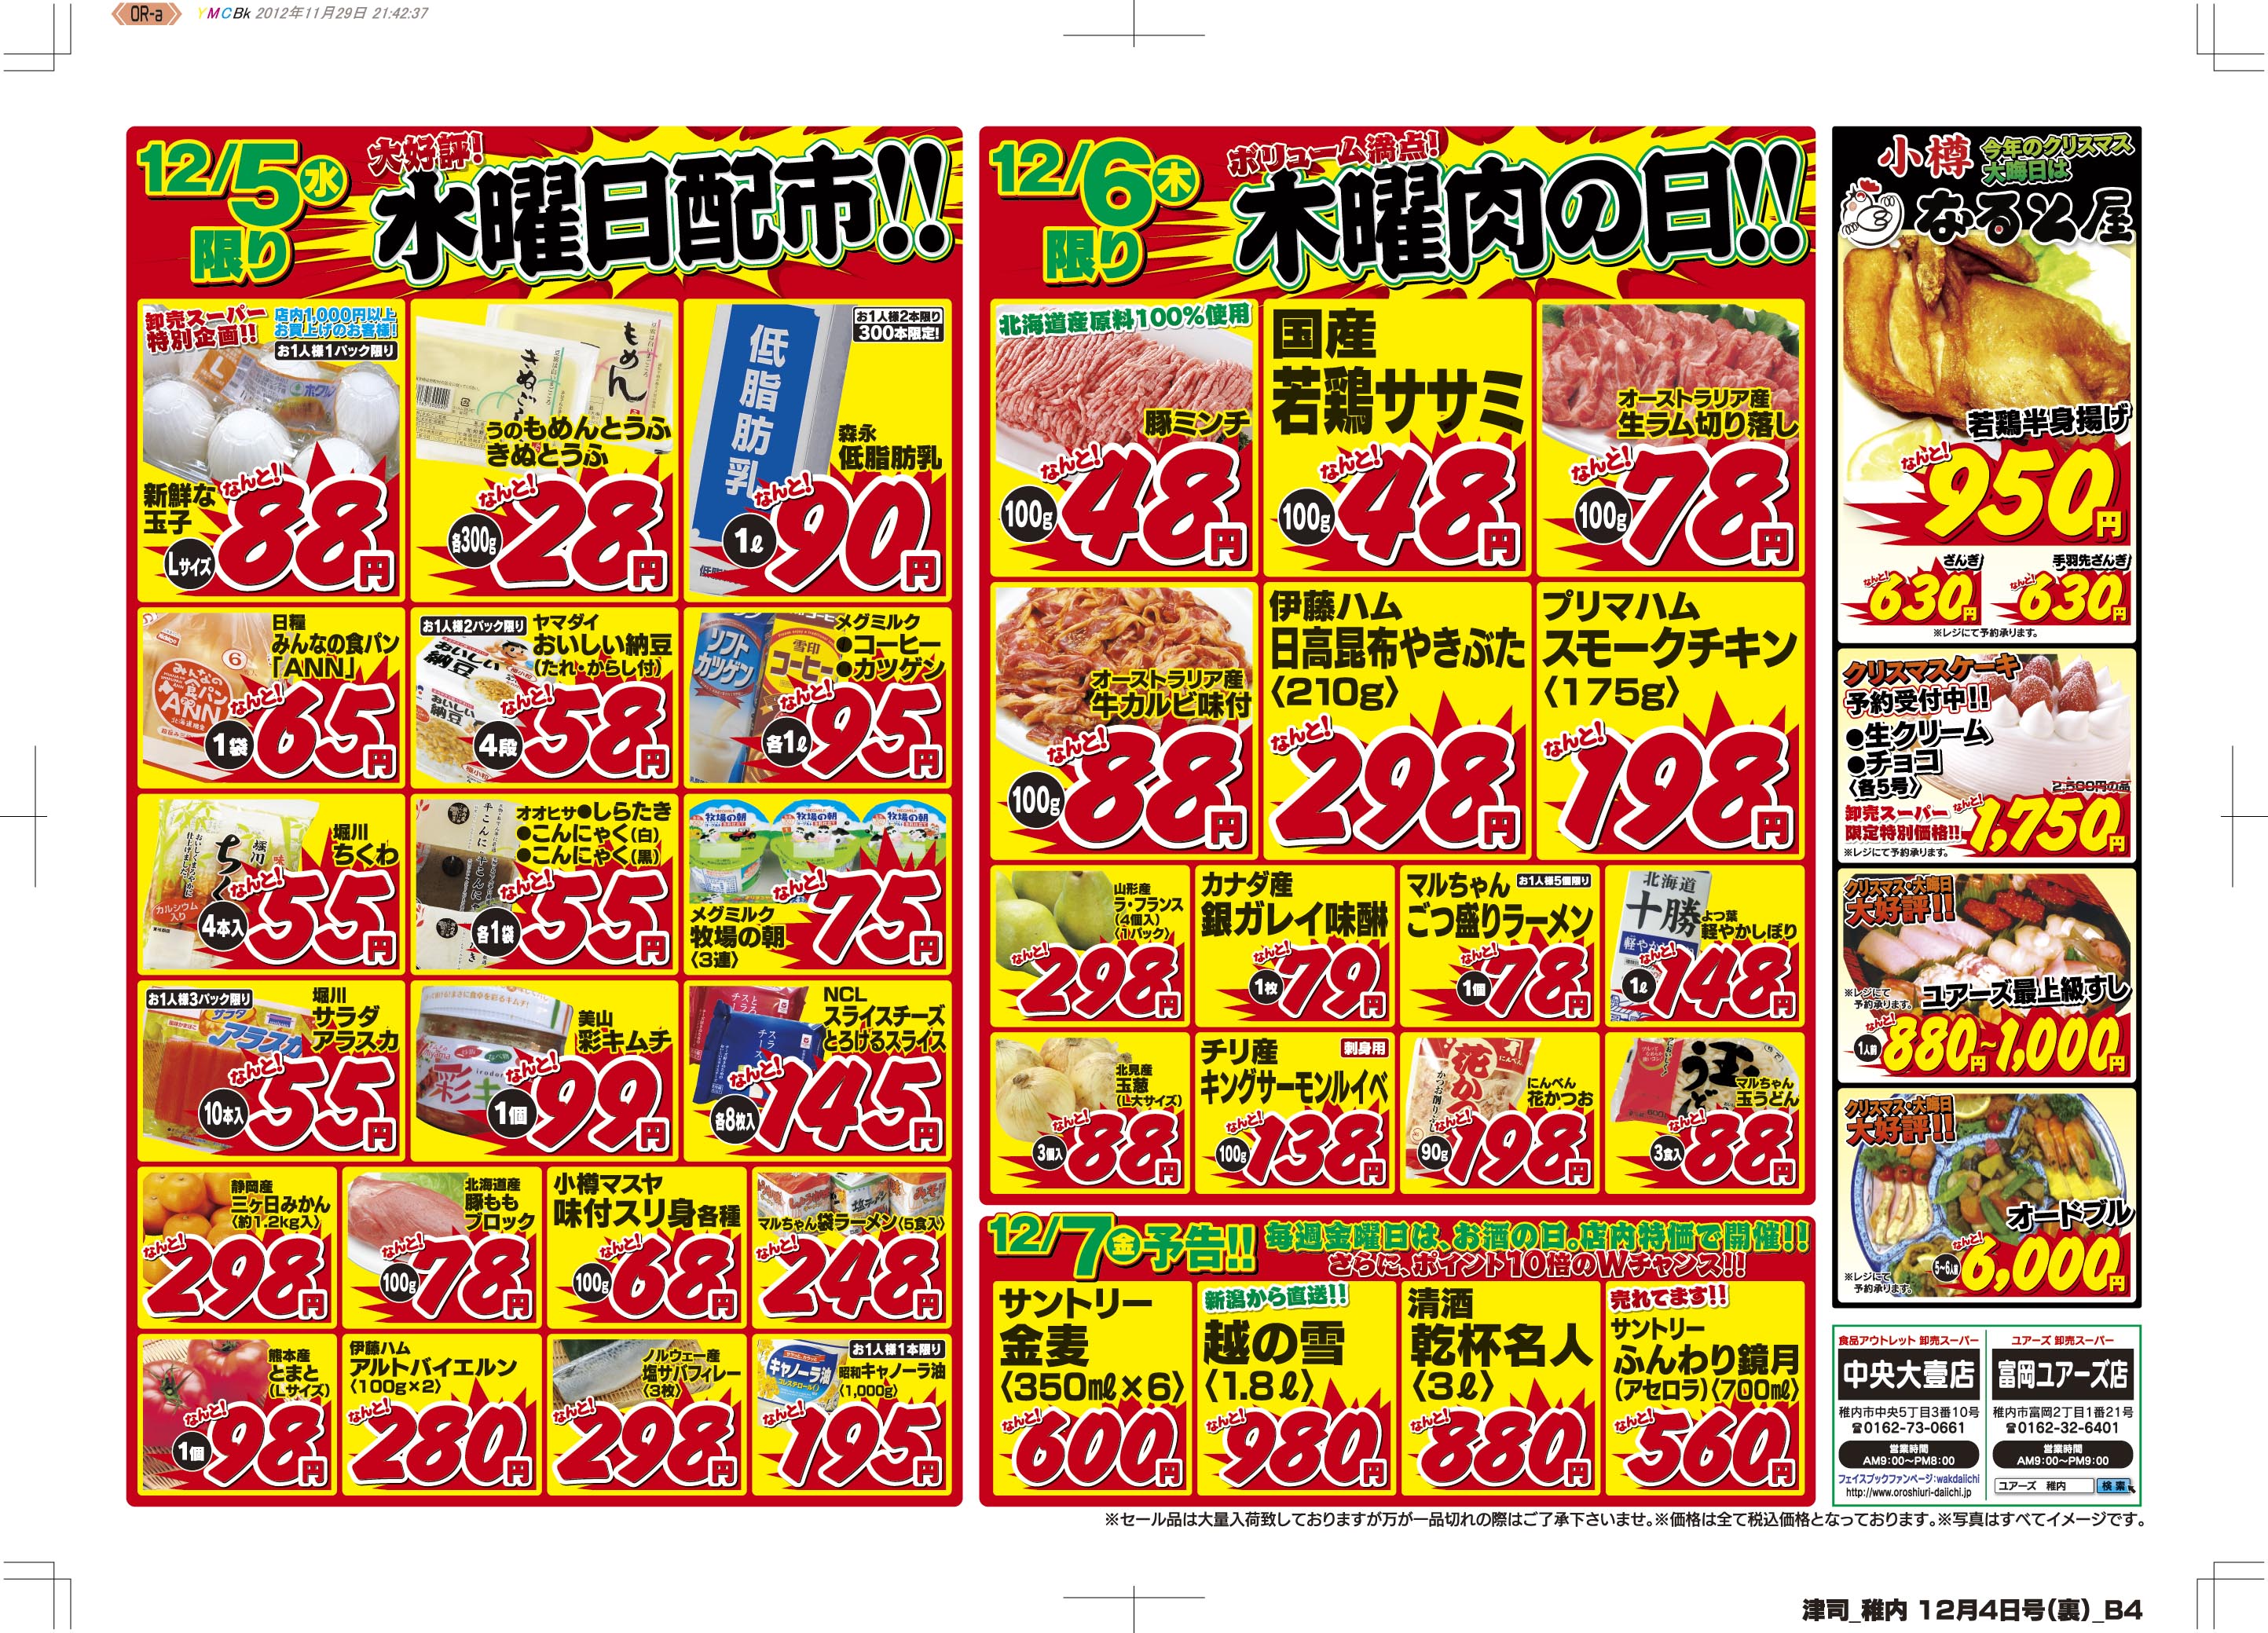 OR-a
YMCBk 2012年11月29日 21:42:37
12/5水
限り
大好評!
水曜日配市!!
卸売スーパー
特別企画!!
店内1,000円以上
お買上げのお客様!
お1人様1パック限り
新鮮な
玉子
Lサイズ
なんと!
88円
うのもめんとうふ
きぬとうふ
各300g
なんと!
28円
お1人様2本限り
300本限定!
低脂肪乳
森永
低脂肪乳
1ℓ
なんと!
90円
日糧
みんなの食パン
「ANN」
1袋
なんと!
65円
お1人様2パック限り
ヤマダイ
おいしい納豆
(たれ・からし付)
4段
なんと!
58円
メグミルク
●コーヒー
●カツゲン
各1ℓ
なんと!
95円
堀川
ちくわ
4本入
なんと!
55円
オオヒサ●しらたき
●こんにゃく(白)
●こんにゃく(黒)
各1袋
なんと!
55円
メグミルク
牧場の朝
〈3連〉
なんと!
75円
お1人様3パック限り
堀川
サラダ
アラスカ
10本入
なんと!
55円
美山
彩キムチ
1個
なんと!
99円
NCL
スライスチーズ
とろけるスライス
各8枚入
なんと!
145円
静岡産
三ヶ日みかん
〈約1.2kg入〉
なんと!
298円
北海道産
豚もも
ブロック
100g
なんと!
78円
小樽マスヤ
味付スリ身各種
100g
なんと!
68円
マルちゃん袋ラーメン〈5食入〉
なんと!
248円
熊本産
とまと
(Lサイズ)
1個
なんと!
98円
伊藤ハム
アルトバイエルン
〈100g×2〉
なんと!
280円
ノルウェー産
塩サバフィレー
〈3枚〉
なんと!
298円
お1人様1本限り
昭和キャノーラ油
〈1,000g〉
なんと!
195円
12/6木
限り
ボリューム満点!
木曜肉の日!!
北海道産原料100%使用
豚ミンチ
100g
なんと!
48円
国産
若鶏ササミ
100g
なんと!
48円
オーストラリア産
生ラム切り落し
100g
なんと!
78円
オーストラリア産
牛カルビ味付
100g
なんと!
88円
伊藤ハム
日高昆布やきぶた
〈210g〉
なんと!
298円
プリマハム
スモークチキン
〈175g〉
なんと!
198円
山形産
ラ・フランス
(4個入)
〈1パック〉
なんと!
298円
カナダ産
銀ガレイ味醂
1枚
なんと!
79円
マルちゃん
お1人様5個限り
ごつ盛りラーメン
1個
なんと!
78円
北海道
十勝
よつ葉
軽やかしぼり
1ℓ
なんと!
148円
北見産
玉葱
(L大サイズ)
3個入
なんと!
88円
チリ産
刺身用
キングサーモンルイベ
100g
なんと!
138円
にんべん
花かつお
90g
なんと!
198円
マルちゃん
玉うどん
3食入
なんと!
88円
12/7金予告!!
毎週金曜日は、お酒の日。店内特価で開催!!
さらに、ポイント10倍のWチャンス!!
サントリー
金麦
〈350mℓ×6〉
なんと!
600円
新潟から直送!!
越の雪
〈1.8ℓ〉
なんと!
980円
清酒
乾杯名人
〈3ℓ〉
なんと!
880円
売れてます!!
サントリー
ふんわり鏡月
(アセロラ)〈700mℓ〉
なんと!
560円
小樽
今年のクリスマス
大晦日は
なると屋
若鶏半身揚げ
なんと!
950円
ざんぎ
なんと!
630円
手羽先ざんぎ
なんと!
630円
※レジにて予約承ります。
クリスマスケーキ
予約受付中!!
●生クリーム
●チョコ
〈各5号〉
2,500円の品
卸売スーパー
限定特別価格!!
なんと!
1,750円
※レジにて予約承ります。
クリスマス・大晦日
大好評!!
※レジにて
予約承ります。
ユアーズ最上級すし
1人前
なんと!
880円~1,000円
クリスマス・大晦日
大好評!!
オードブル
※レジにて
予約承ります。
5〜6人前
なんと!
6,000円
食品アウトレット 卸売スーパー
中央大壹店
稚内市中央5丁目3番10号
☎0162-73-0661
営業時間
AM9:00〜PM8:00
フェイスブックファンページ:wakdaiichi
http://www.oroshiuri-daiichi.jp
ユアーズ 卸売スーパー
富岡ユアーズ店
稚内市富岡2丁目1番21号
☎0162-32-6401
営業時間
AM9:00〜PM9:00
ユアーズ 稚内
検索
※セール品は大量入荷致しておりますが万が一品切れの際はご了承下さいませ。※価格は全て税込価格となっております。※写真はすべてイメージです。
津司_稚内 12月4日号(裏)_B4